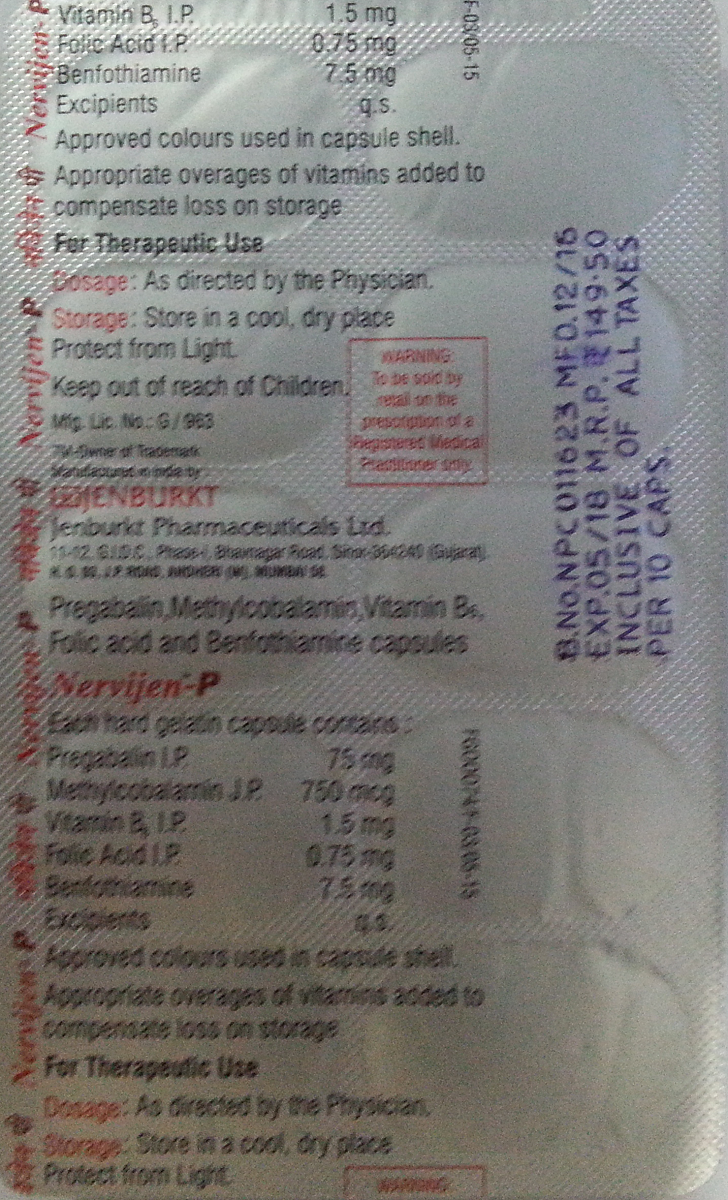 Vitamin B6 I.P. 1.5 mg
Folic Acid I.P. 0.75 mg
Benfothiamine 7.5 mg
Excipients q.s.
Approved colours used in capsule shell.
Appropriate overages of vitamins added to
compensate loss on storage
For Therapeutic Use
Dosage: As directed by the Physician.
Storage: Store in a cool, dry place
Protect from Light.
Keep out of reach of Children.
Mfg. Lic. No.: G / 963
TM-Owner of Trademark
Manufactured in India by
JENBURKT
Jenburkt Pharmaceuticals Ltd.
11-12, G.I.D.C., Phase-I, Bhavnagar Road, Sihor-364240 (Gujarat).
WARNING:
To be sold by
retail on the
prescription of a
Registered Medical
Practitioner only.
Pregabalin,Methylcobalamin,Vitamin B6,
Folic acid and Benfothiamine capsules
Nervijen-P
Each hard gelatin capsule contains :
Pregabalin I.P. 75 mg
Methylcobalamin J.P. 750 mcg
Vitamin B6 I.P. 1.5 mg
Folic Acid I.P. 0.75 mg
Benfothiamine 7.5 mg
Excipients q.s.
Approved colours used in capsule shell.
Appropriate overages of vitamins added to
compensate loss on storage
For Therapeutic Use
Dosage: As directed by the Physician.
Storage: Store in a cool, dry place
Protect from Light.
WARNING:
Nervijen-P
Nervijen-P
Nervijen-P
Nervijen-P
B.No.NPC011623 MFD.12/16
EXP.05/18 M.R.P. ₹149.50
INCLUSIVE OF ALL TAXES
PER 10 CAPS.